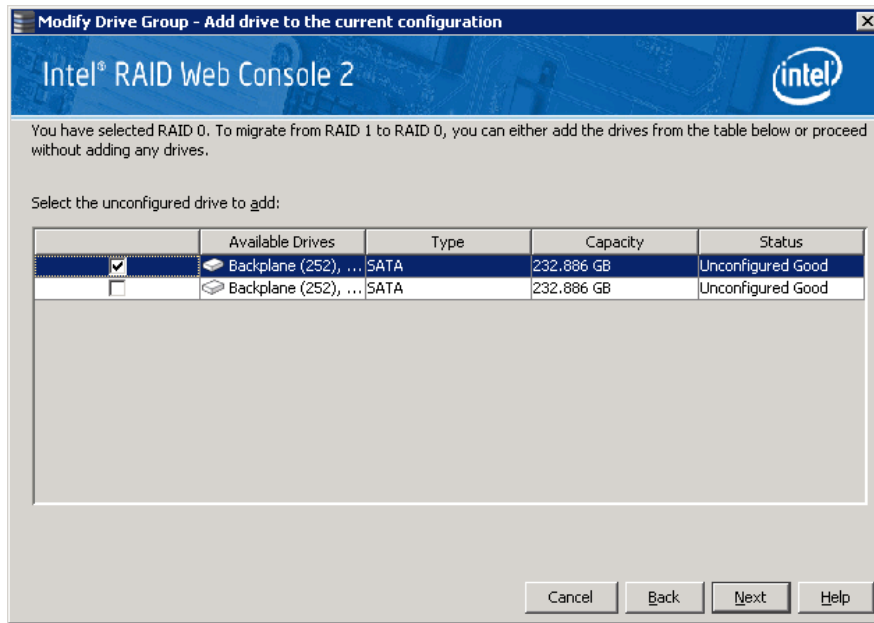 Modify Drive Group - Add drive to the current configuration
Intel® RAID Web Console 2
intel
You have selected RAID 0. To migrate from RAID 1 to RAID 0, you can either add the drives from the table below or proceed
without adding any drives.
Select the unconfigured drive to add:
Available Drives Type Capacity Status
Backplane (252), ... SATA 232.886 GB Unconfigured Good
Backplane (252), ... SATA 232.886 GB Unconfigured Good
Cancel Back Next Help